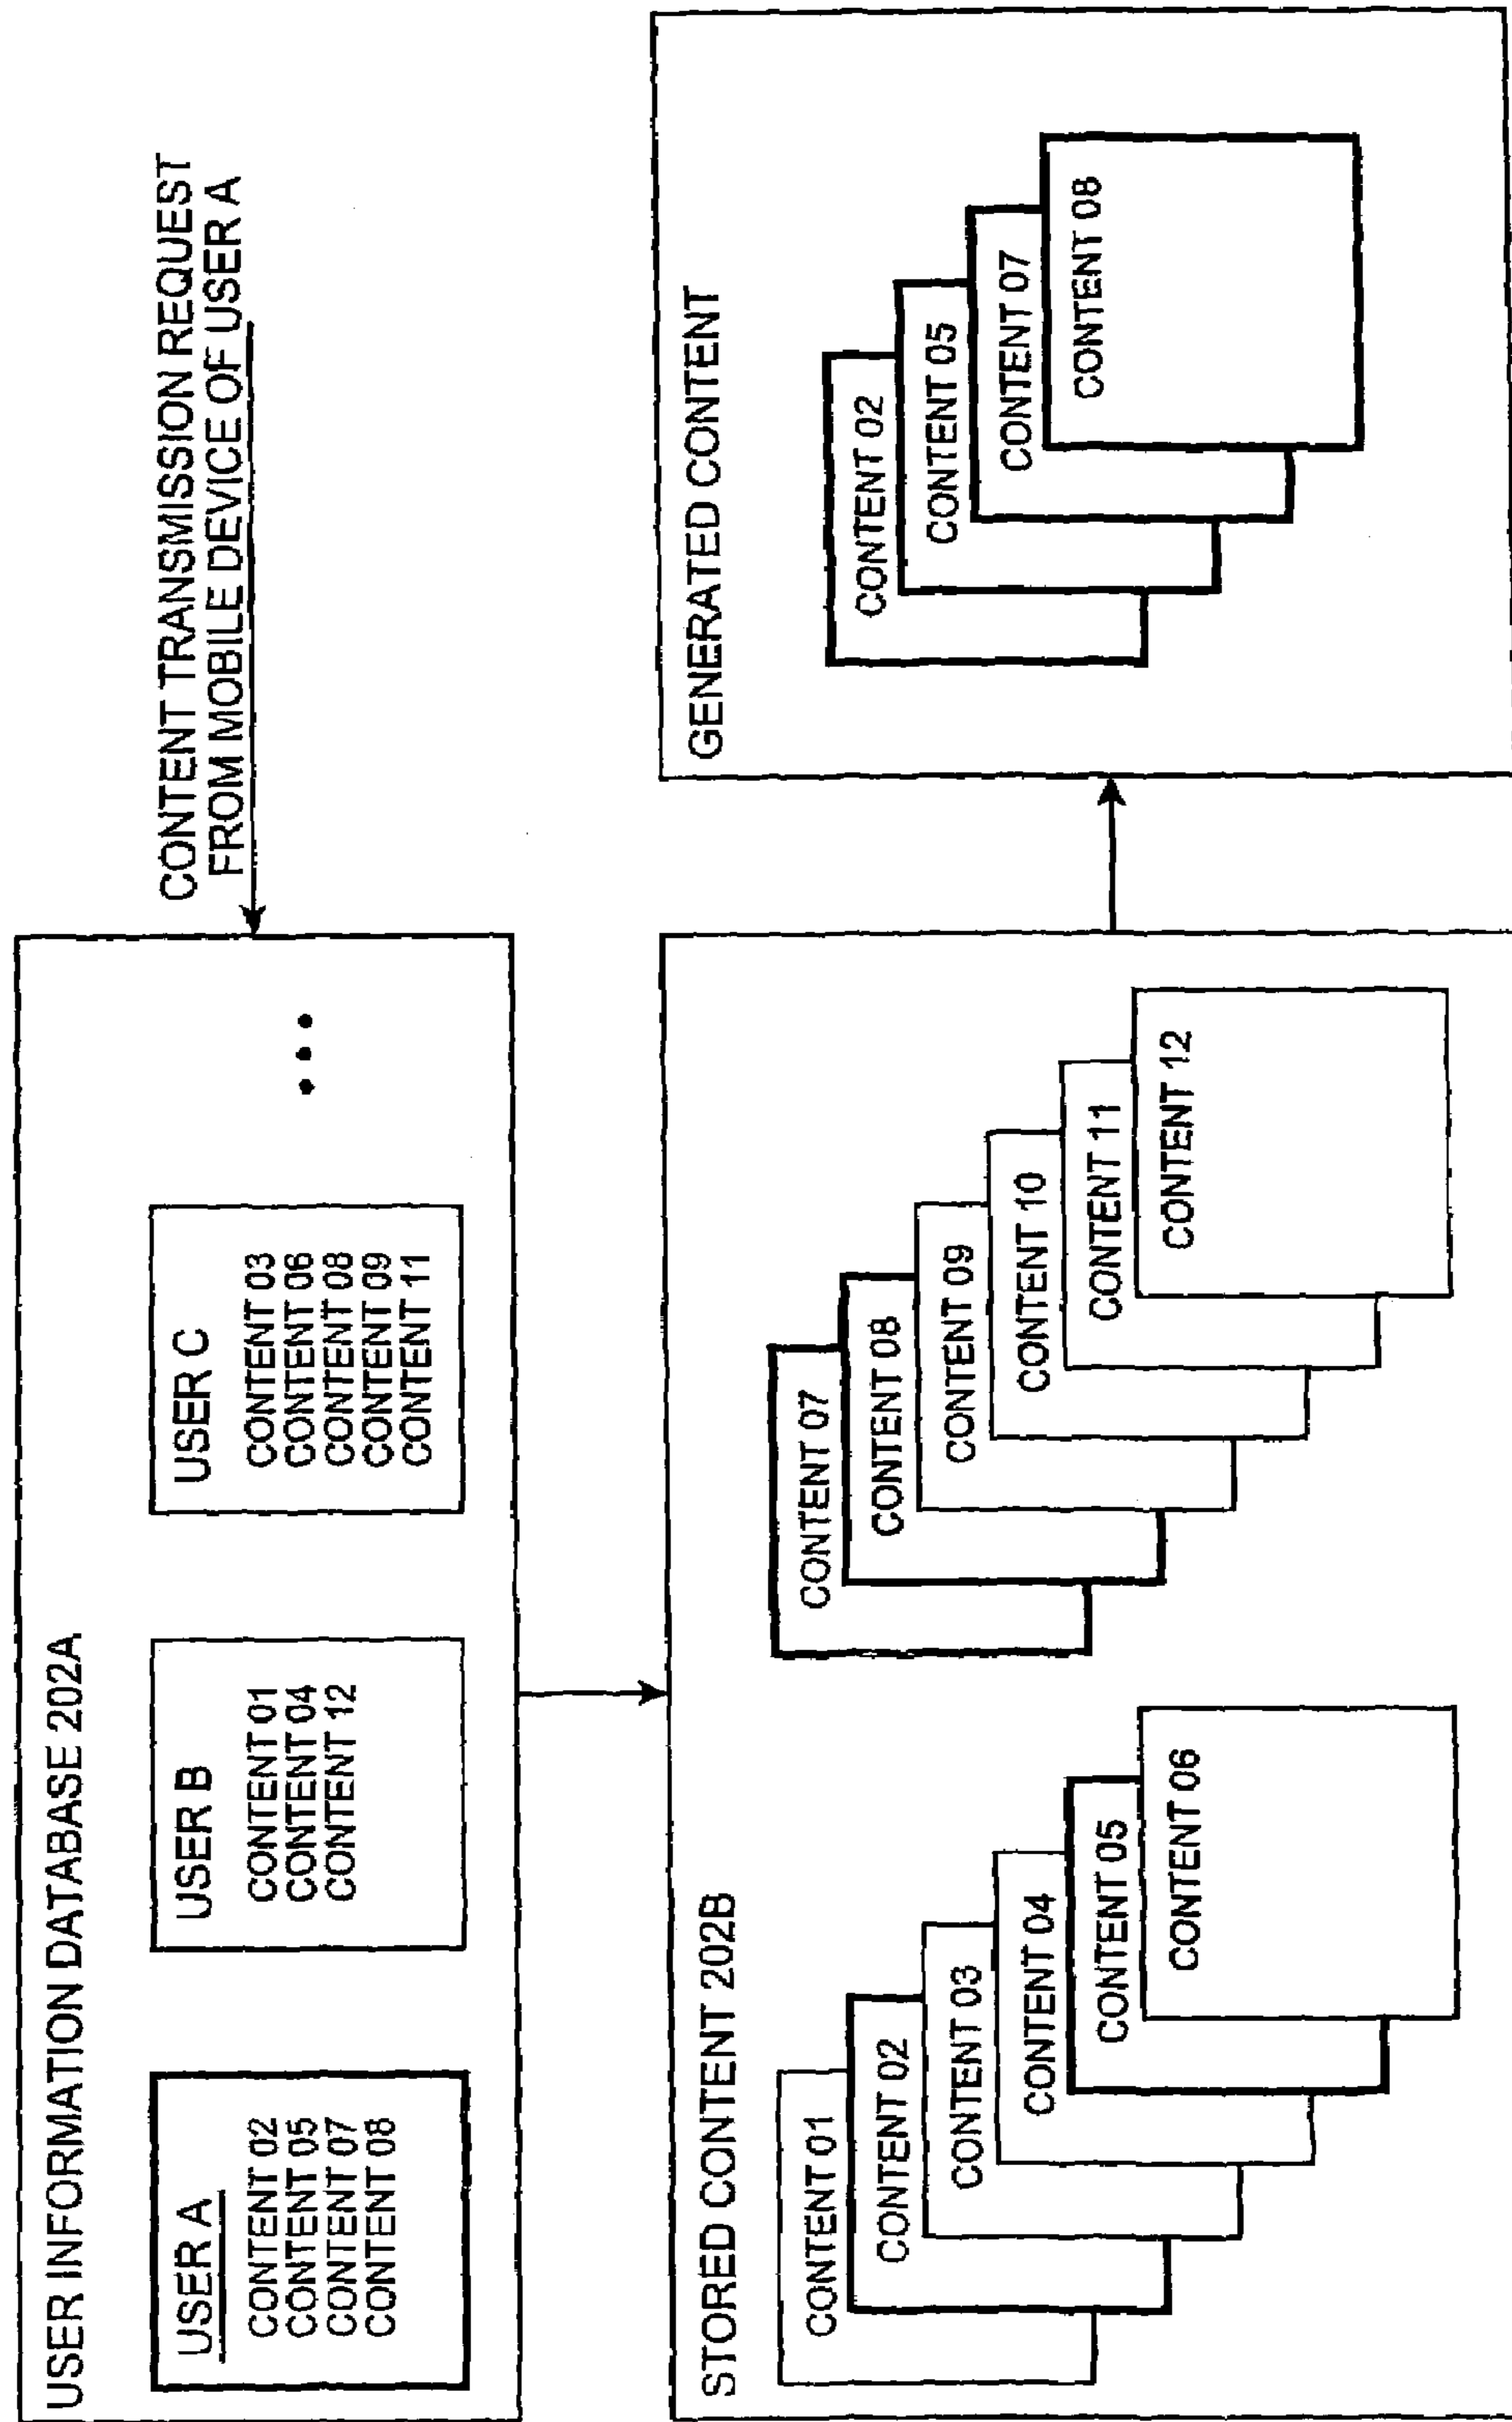 USER INFORMATION DATABASE 202A
USER A
CONTENT 02
CONTENT 05
CONTENT 07
CONTENT 08
USER B
CONTENT 01
CONTENT 04
CONTENT 12
USER C
CONTENT 03
CONTENT 06
CONTENT 08
CONTENT 09
CONTENT 11
CONTENT TRANSMISSION REQUEST
FROM MOBILE DEVICE OF USER A
STORED CONTENT 202B
CONTENT 01
CONTENT 02
CONTENT 03
CONTENT 04
CONTENT 05
CONTENT 06
CONTENT 07
CONTENT 08
CONTENT 09
CONTENT 10
CONTENT 11
CONTENT 12
GENERATED CONTENT
CONTENT 02
CONTENT 05
CONTENT 07
CONTENT 08